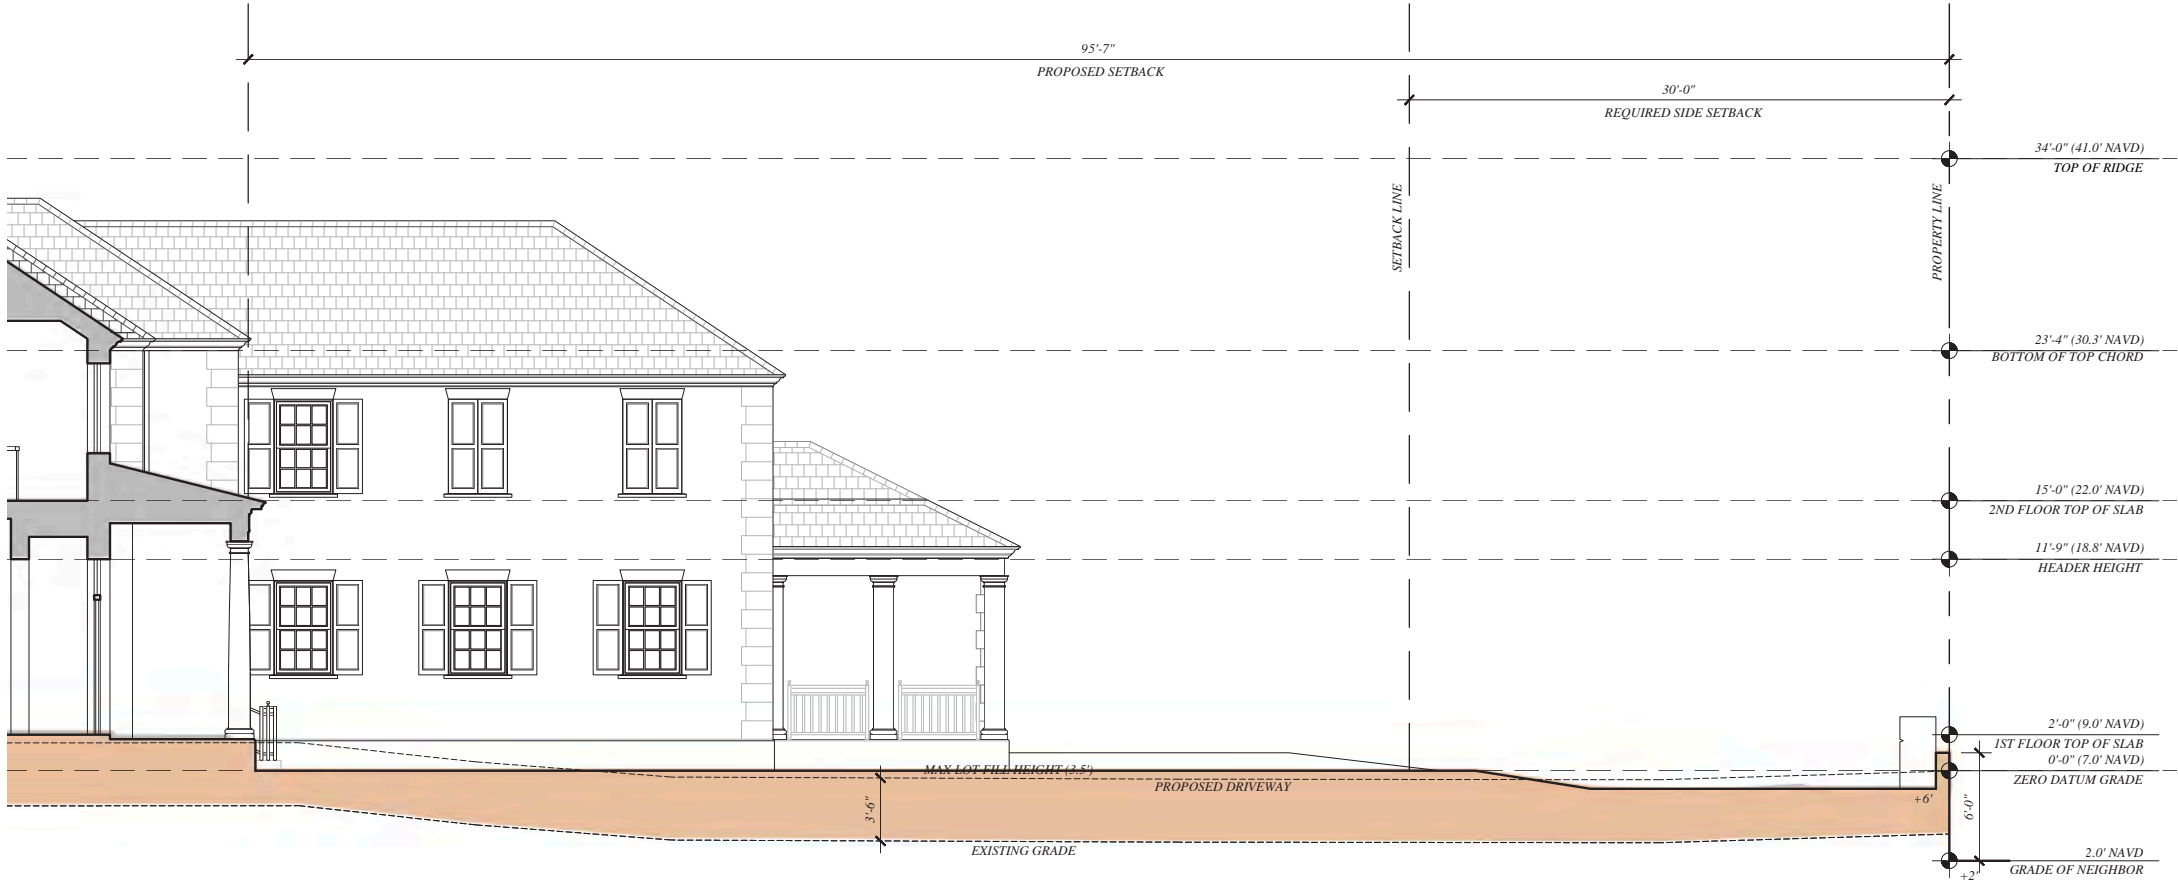 95'-7"
PROPOSED SETBACK
30'-0"
REQUIRED SIDE SETBACK
34'-0" (41.0' NAVD)
TOP OF RIDGE
SETBACK LINE
PROPERTY LINE
23'-4" (30.3' NAVD)
BOTTOM OF TOP CHORD
15'-0" (22.0' NAVD)
2ND FLOOR TOP OF SLAB
11'-9" (18.8' NAVD)
HEADER HEIGHT
2'-0" (9.0' NAVD)
1ST FLOOR TOP OF SLAB
0'-0" (7.0' NAVD)
ZERO DATUM GRADE
MAX LOT FILL HEIGHT (3.5')
PROPOSED DRIVEWAY
3'-6"
+6'
6'-0"
EXISTING GRADE
2.0' NAVD
GRADE OF NEIGHBOR
+2'